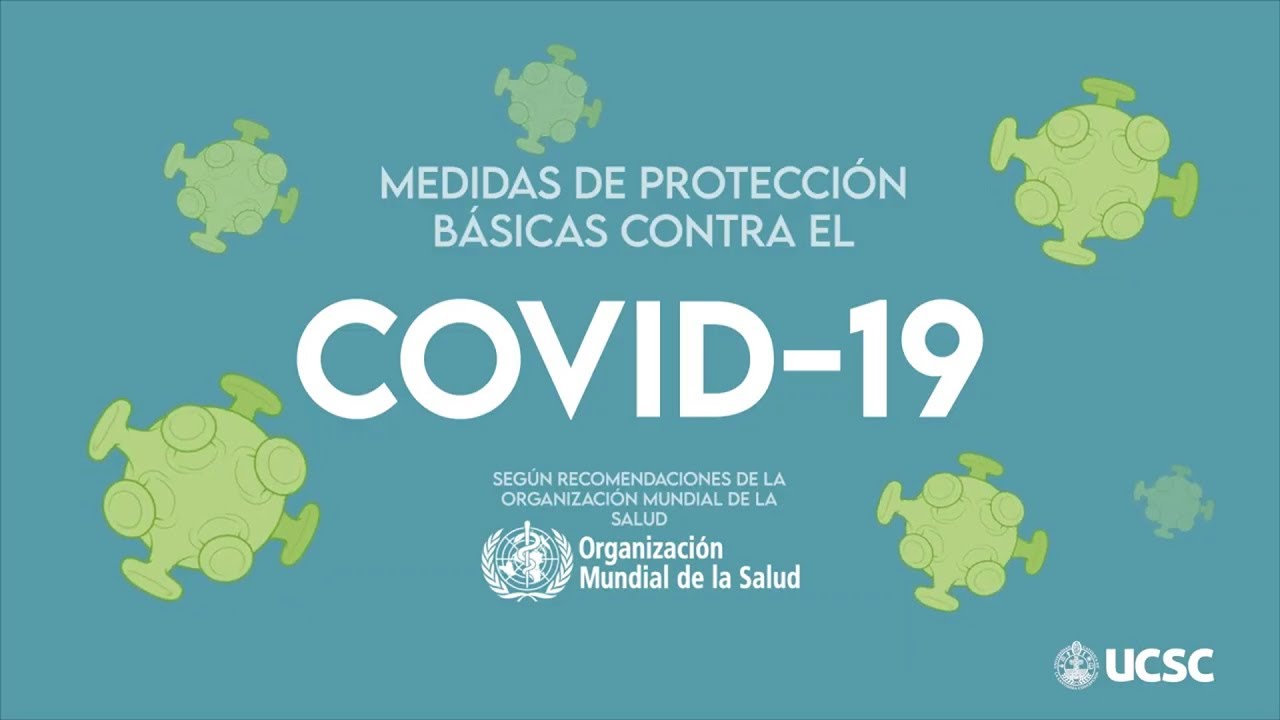 MEDIDAS DE PROTECCIÓN
BÁSICAS CONTRA EL
COVID-19
SEGÚN RECOMENDACIONES DE LA
ORGANIZACIÓN MUNDIAL DE LA
SALUD
Organización
Mundial de la Salud
UCSC